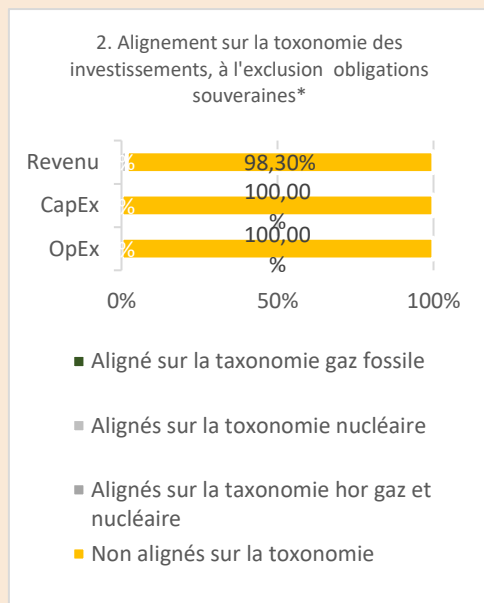 2. Alignement sur la toxonomie des
investissements, à l'exclusion obligations
souveraines*
Revenu
%
98,30%
CapEx
%
100,00
%
OpEx
%
100,00
%
0%
50%
100%
Aligné sur la taxonomie gaz fossile
Alignés sur la toxonomie nucléaire
Alignés sur la taxonomie hor gaz et
nucléaire
Non alignés sur la toxonomie